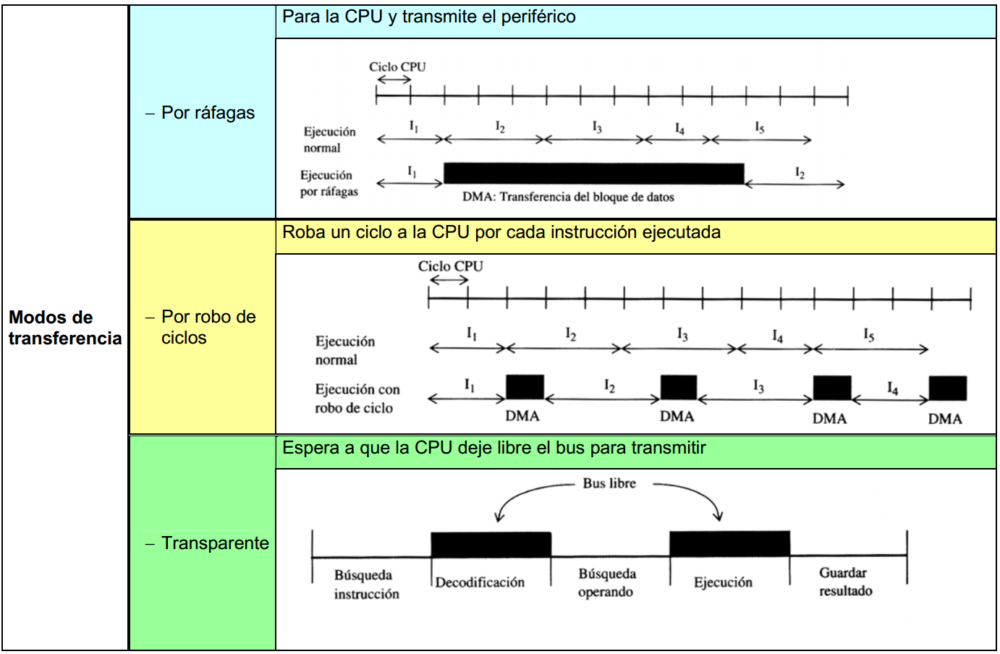 Modos de
transferencia
– Por ráfagas
Para la CPU y transmite el periférico
Ciclo CPU
Ejecución
normal
I₁ I₂ I₃ I₄ I₅
Ejecución
por ráfagas
I₁ I₂
DMA: Transferencia del bloque de datos
– Por robo de
ciclos
Roba un ciclo a la CPU por cada instrucción ejecutada
Ciclo CPU
Ejecución
normal
I₁ I₂ I₃ I₄ I₅
Ejecución con
robo de ciclo
I₁ I₂ I₃ I₄
DMA DMA DMA DMA
– Transparente
Espera a que la CPU deje libre el bus para transmitir
Bus libre
Búsqueda
instrucción
Decodificación
Búsqueda
operando
Ejecución
Guardar
resultado